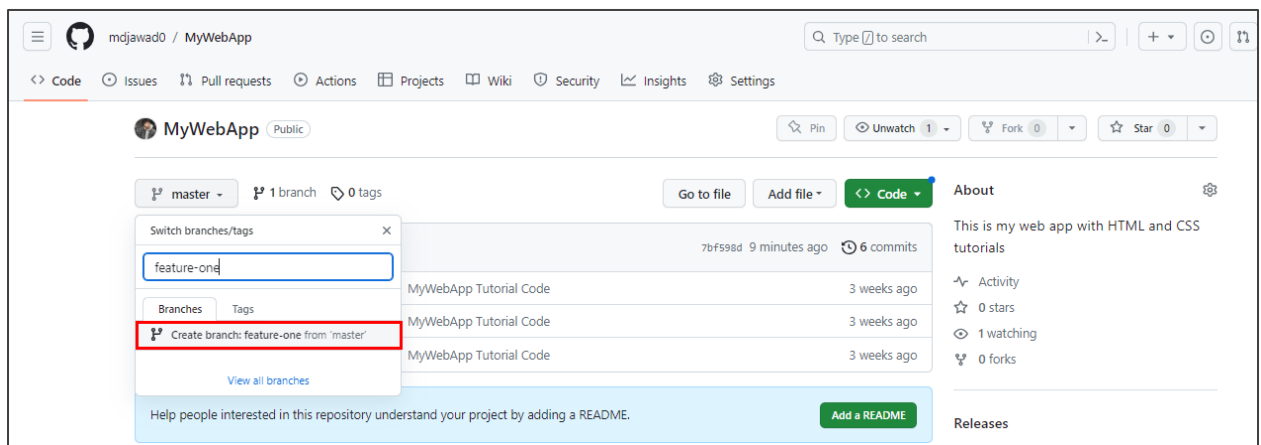 mdjawad0 / MyWebApp
Type / to search
Code Issues Pull requests Actions Projects Wiki Security Insights Settings
MyWebApp Public
Pin Unwatch 1 Fork 0 Star 0
master 1 branch 0 tags
Go to file Add file <> Code
Switch branches/tags
feature-one
Branches Tags
Create branch: feature-one from 'master'
View all branches
7bf598d 9 minutes ago 6 commits
MyWebApp Tutorial Code 3 weeks ago
MyWebApp Tutorial Code 3 weeks ago
MyWebApp Tutorial Code 3 weeks ago
Help people interested in this repository understand your project by adding a README.
Add a README
About
This is my web app with HTML and CSS
tutorials
Activity
0 stars
1 watching
0 forks
Releases